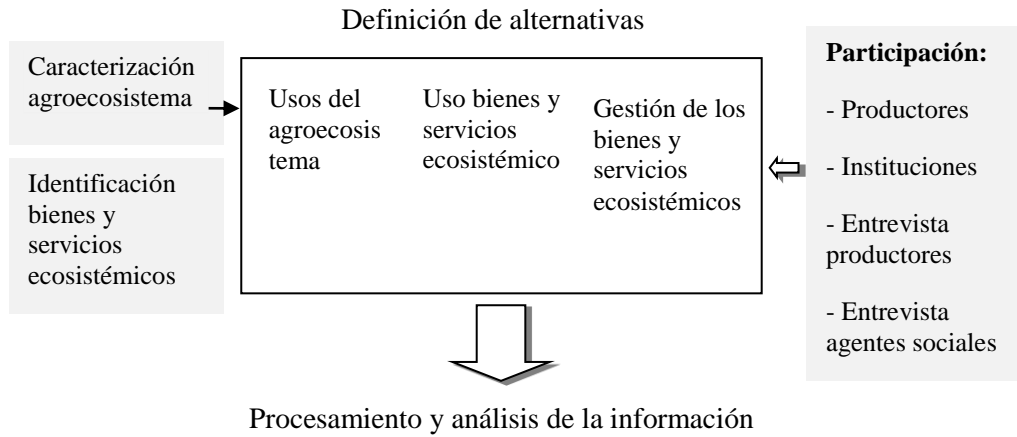 Definición de alternativas
Caracterización
agroecosistema
Identificación
bienes y
servicios
ecosistémicos
Usos del
agroecosis
tema
Uso bienes y
servicios
ecosistémico
Gestión de los
bienes y
servicios
ecosistémicos
Participación:
- Productores
- Instituciones
- Entrevista
productores
- Entrevista
agentes sociales
Procesamiento y análisis de la información